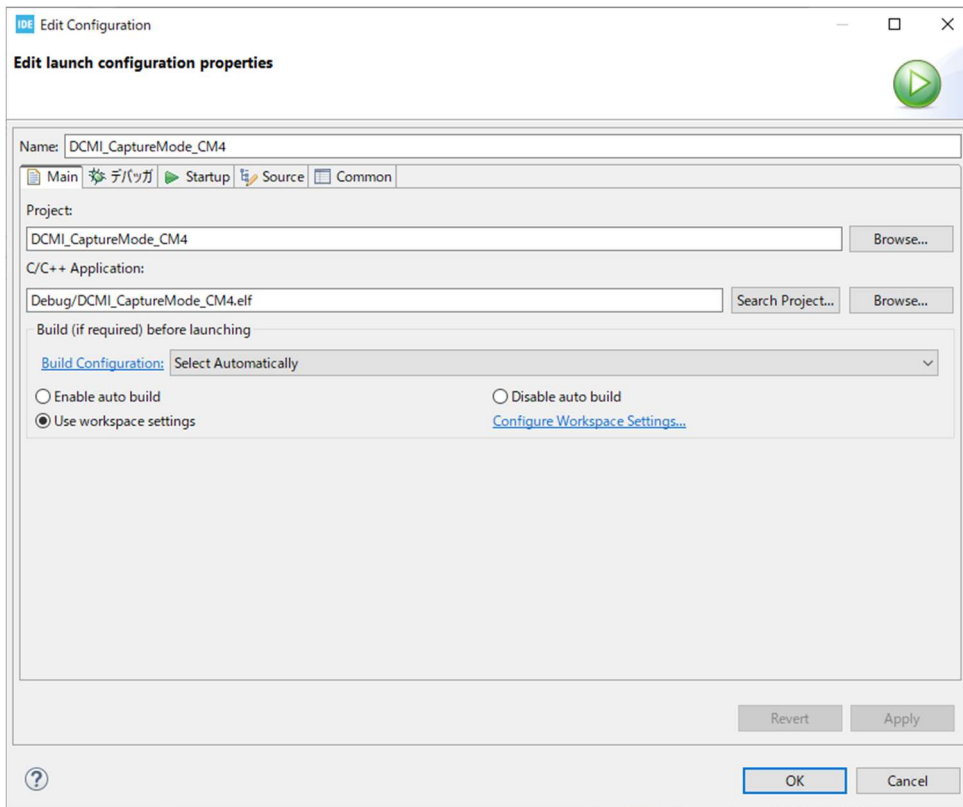 IDE Edit Configuration
Edit launch configuration properties
Name: DCMI_CaptureMode_CM4
Main デバッガ Startup Source Common
Project:
DCMI_CaptureMode_CM4 Browse...
C/C++ Application:
Debug/DCMI_CaptureMode_CM4.elf Search Project... Browse...
Build (if required) before launching
Build Configuration: Select Automatically
Enable auto build Disable auto build
Use workspace settings Configure Workspace Settings...
Revert Apply
? OK Cancel